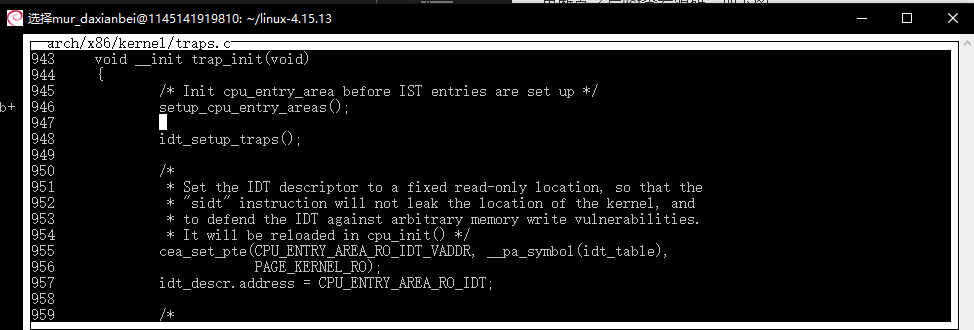 选择mur_daxianbei@1145141919810: ~/linux-4.15.13
arch/x86/kernel/traps.c
943     void __init trap_init(void)
944     {
945             /* Init cpu_entry_area before IST entries are set up */
b+ 946             setup_cpu_entry_areas();
947
948             idt_setup_traps();
949
950             /*
951              * Set the IDT descriptor to a fixed read-only location, so that the
952              * "sidt" instruction will not leak the location of the kernel, and
953              * to defend the IDT against arbitrary memory write vulnerabilities.
954              * It will be reloaded in cpu_init() */
955             cea_set_pte(CPU_ENTRY_AREA_RO_IDT_VADDR, __pa_symbol(idt_table),
956                         PAGE_KERNEL_RO);
957             idt_descr.address = CPU_ENTRY_AREA_RO_IDT;
958
959             /*